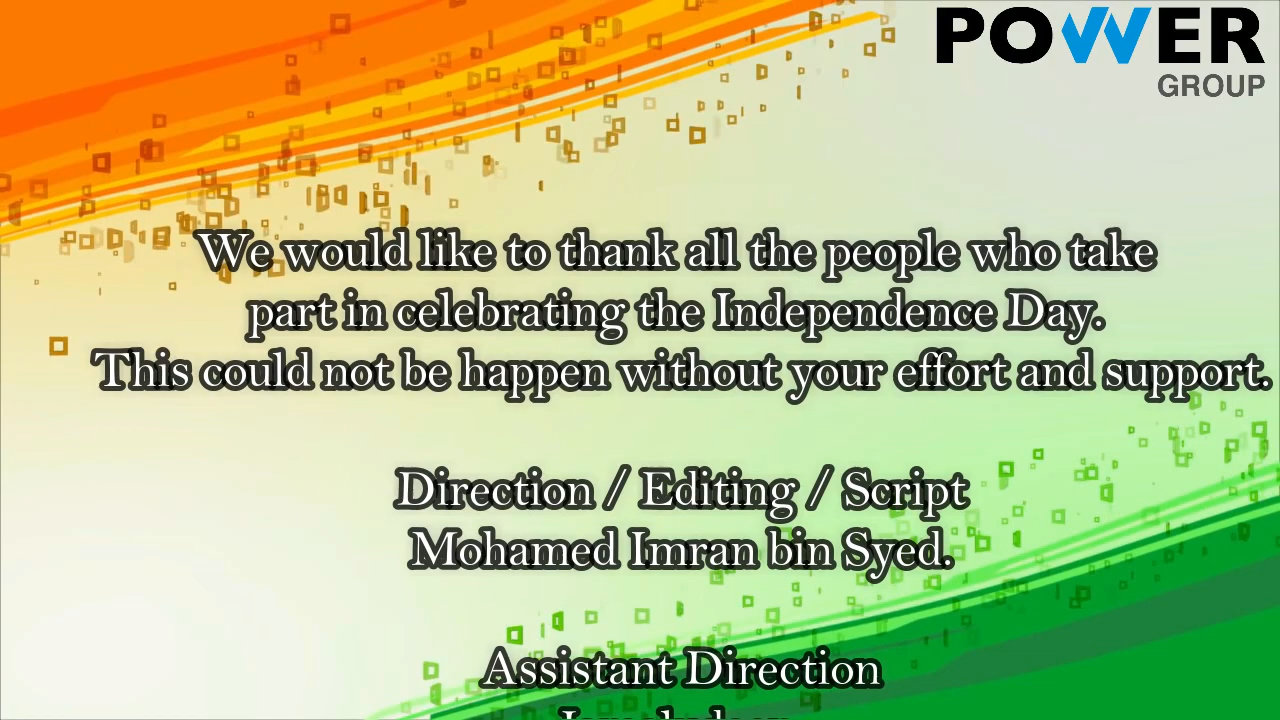 POWER
GROUP
We would like to thank all the people who take
part in celebrating the Independence Day.
This could not be happen without your effort and support.
Direction / Editing / Script
Mohamed Imran bin Syed.
Assistant Direction